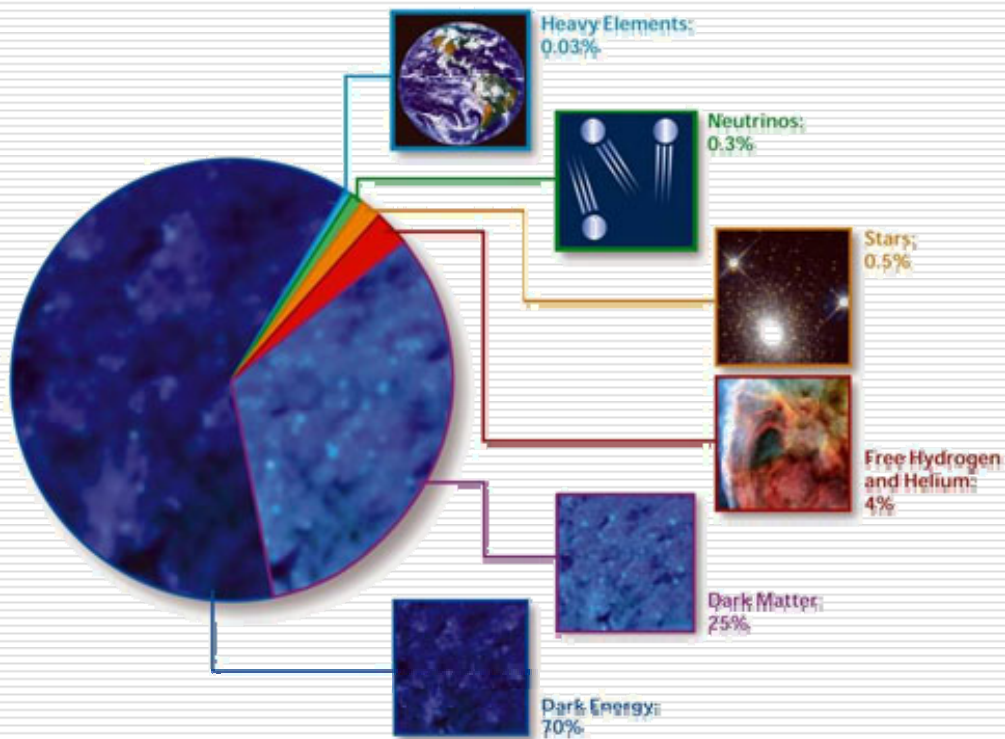 Heavy Elements:
0.03%
Neutrinos:
0.3%
Stars:
0.5%
Free Hydrogen
and Helium:
4%
Dark Matter:
25%
Dark Energy:
70%